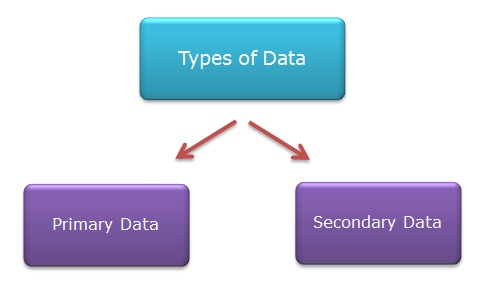 Types of Data
Primary Data
Secondary Data